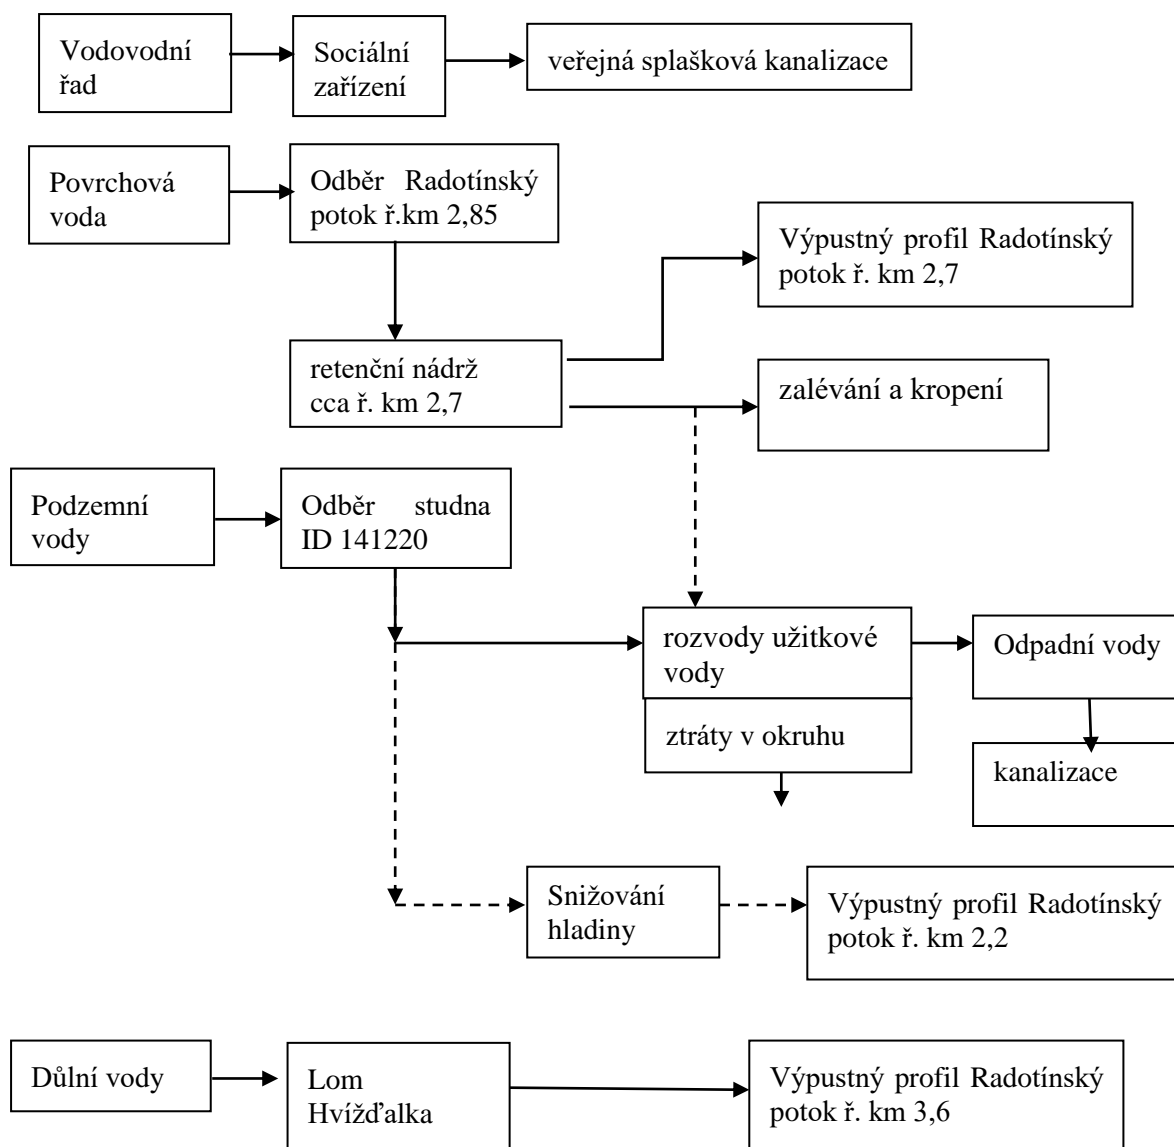 Vodovodní
řad
Sociální
zařízení
veřejná splašková kanalizace
Povrchová
voda
Odběr Radotínský
potok ř.km 2,85
Výpustný profil Radotínský
potok ř. km 2,7
retenční nádrž
cca ř. km 2,7
zalévání a kropení
Podzemní
vody
Odběr studna
ID 141220
rozvody užitkové
vody
Odpadní vody
ztráty v okruhu
kanalizace
Snižování
hladiny
Výpustný profil Radotínský
potok ř. km 2,2
Důlní vody
Lom
Hvížďalka
Výpustný profil Radotínský
potok ř. km 3,6